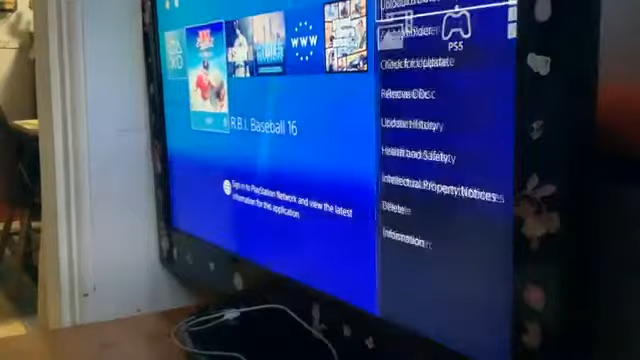 WWW
PS5
R.B.I. Baseball 16
Check for Update
Remove Disc
Update History
Sign in to PlayStation Network and view the latest
information for this application.
Health and Safety
Intellectual Property Notices
Delete
Information